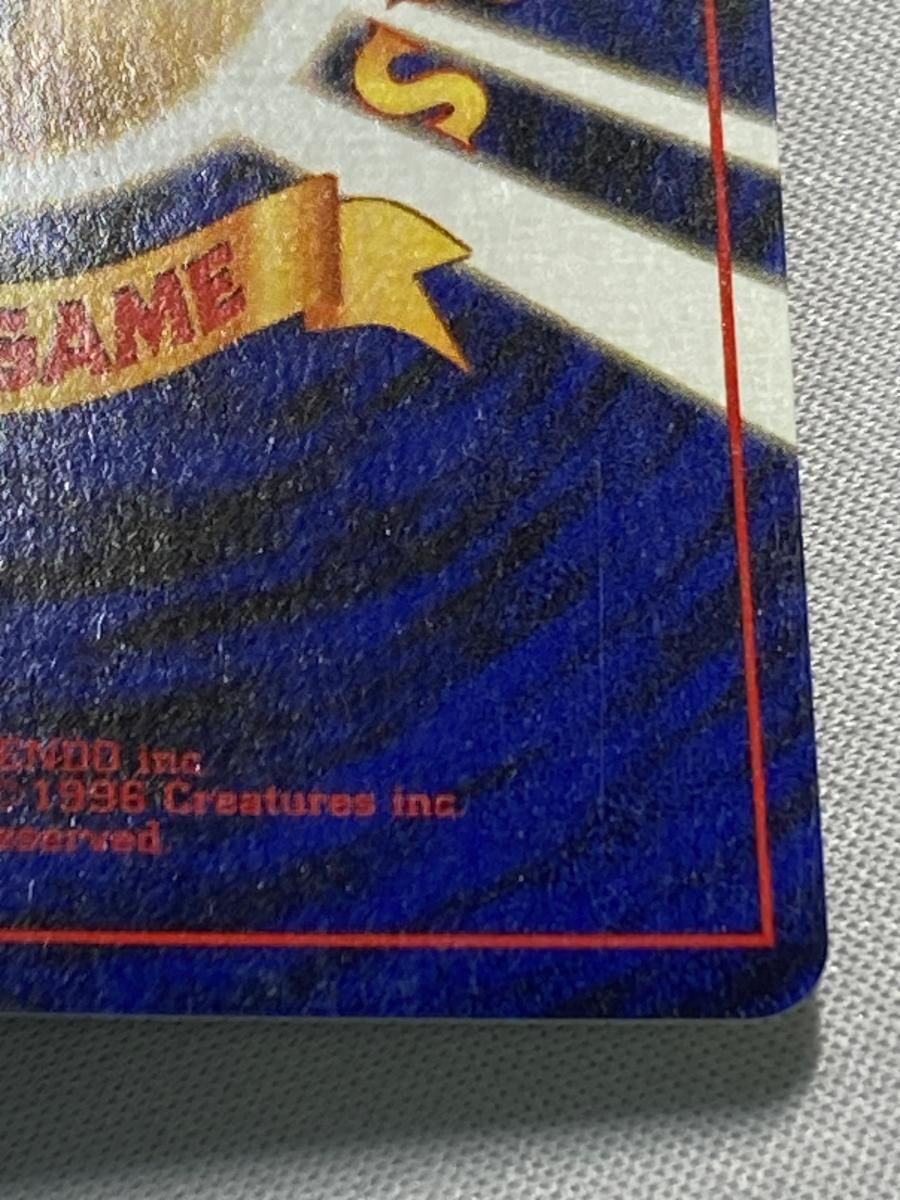 S
GAME
ENDO inc.
© 1996 Creatures inc.
eserved.